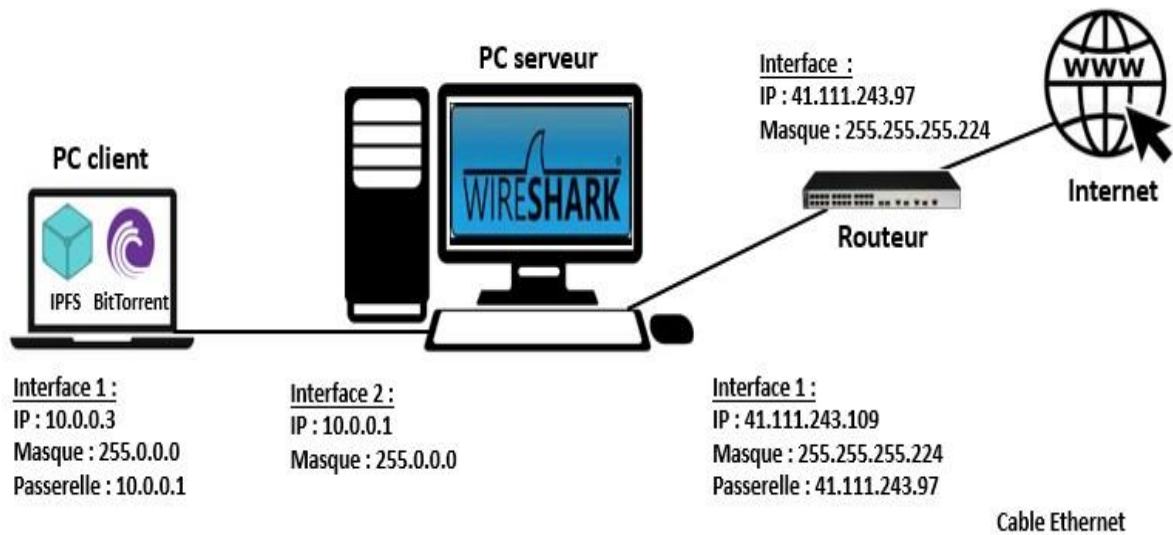 PC serveur
Interface :
IP : 41.111.243.97
Masque : 255.255.255.224
WWW
Internet
PC client
WIRESHARK
®
Routeur
IPFS BitTorrent
Interface 1 :
IP : 10.0.0.3
Masque : 255.0.0.0
Passerelle : 10.0.0.1
Interface 2 :
IP : 10.0.0.1
Masque : 255.0.0.0
Interface 1 :
IP : 41.111.243.109
Masque : 255.255.255.224
Passerelle : 41.111.243.97
Cable Ethernet